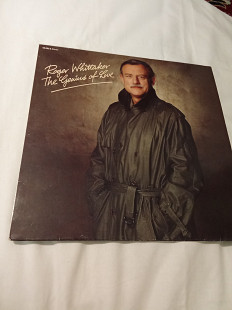 Roger Whittaker
The Genius of Love